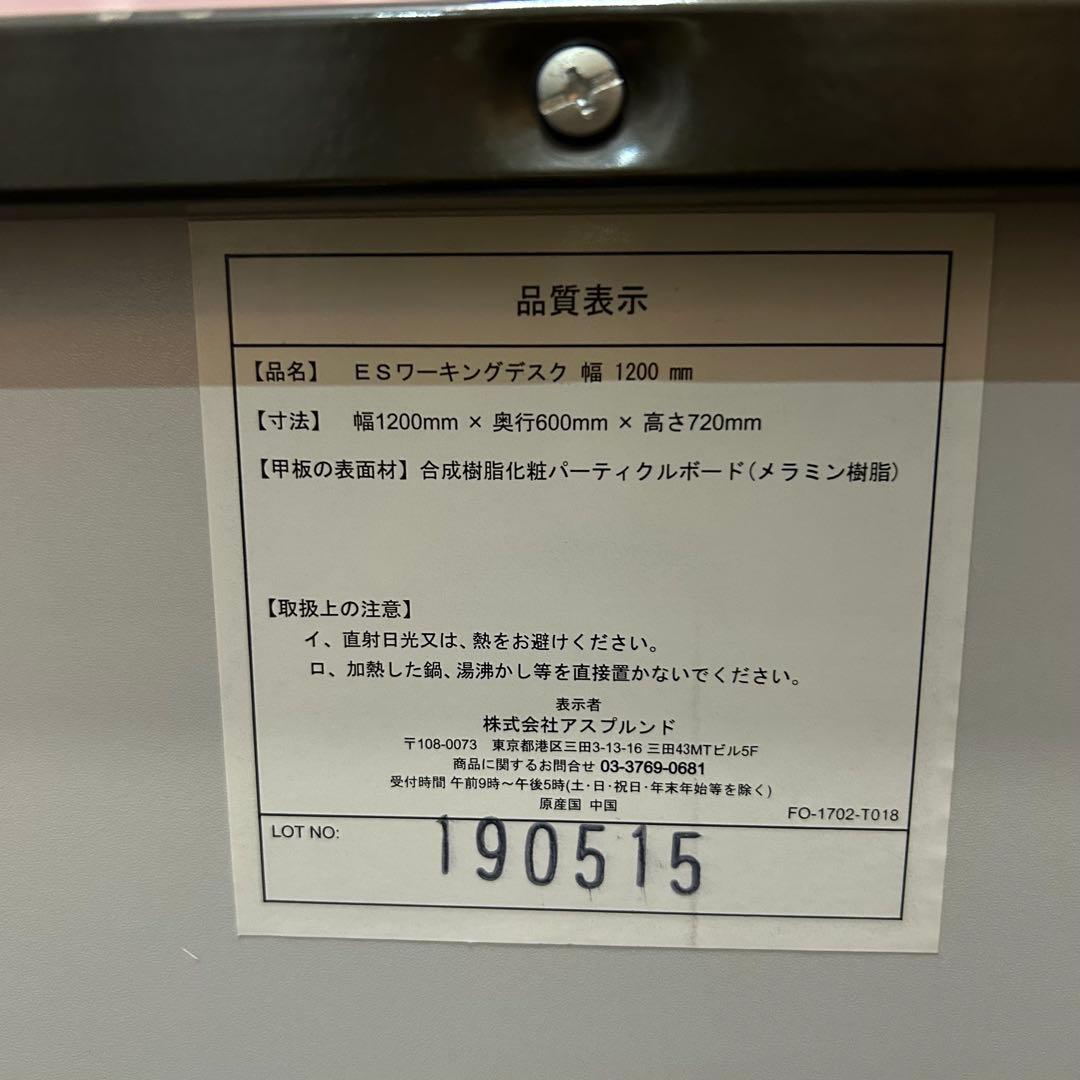 品質表示
【品名】 ESワーキングデスク 幅 1200 mm
【寸法】 幅1200mm × 奥行600mm × 高さ720mm
【甲板の表面材】合成樹脂化粧パーティクルボード(メラミン樹脂)
【取扱上の注意】
イ、直射日光又は、熱をお避けください。
ロ、加熱した鍋、湯沸かし等を直接置かないでください。
表示者
株式会社アスプルンド
〒108-0073 東京都港区三田3-13-16 三田43MTビル5F
商品に関するお問合せ 03-3769-0681
受付時間 午前9時～午後5時(土・日・祝日・年末年始等を除く)
原産国 中国
FO-1702-T018
LOT NO: 190515